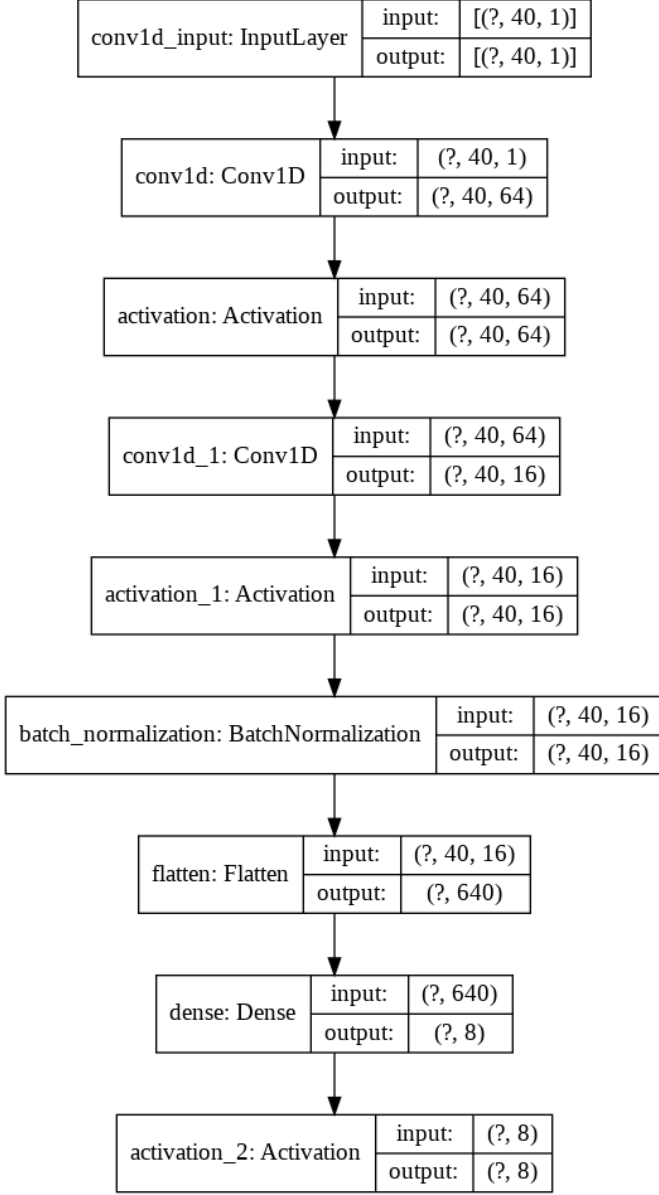 conv1d_input: InputLayer
input: [(?, 40, 1)]
output: [(?, 40, 1)]
conv1d: Conv1D
input: (?, 40, 1)
output: (?, 40, 64)
activation: Activation
input: (?, 40, 64)
output: (?, 40, 64)
conv1d_1: Conv1D
input: (?, 40, 64)
output: (?, 40, 16)
activation_1: Activation
input: (?, 40, 16)
output: (?, 40, 16)
batch_normalization: BatchNormalization
input: (?, 40, 16)
output: (?, 40, 16)
flatten: Flatten
input: (?, 40, 16)
output: (?, 640)
dense: Dense
input: (?, 640)
output: (?, 8)
activation_2: Activation
input: (?, 8)
output: (?, 8)